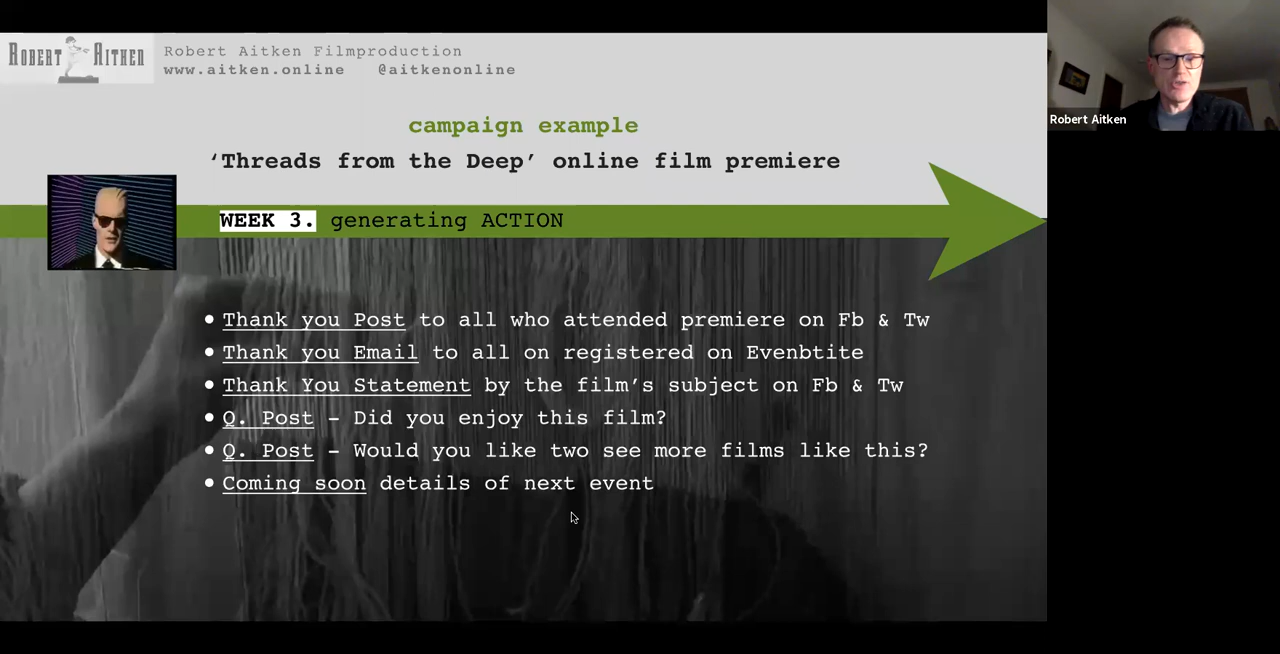 ROBERT AITKEN
Robert Aitken Filmproduction
www.aitken.online @aitkenonline
campaign example
‘Threads from the Deep’ online film premiere
WEEK 3. generating ACTION
• Thank you Post to all who attended premiere on Fb & Tw
• Thank you Email to all on registered on Evenbtite
• Thank You Statement by the film’s subject on Fb & Tw
• Q. Post – Did you enjoy this film?
• Q. Post – Would you like two see more films like this?
• Coming soon details of next event
Robert Aitken